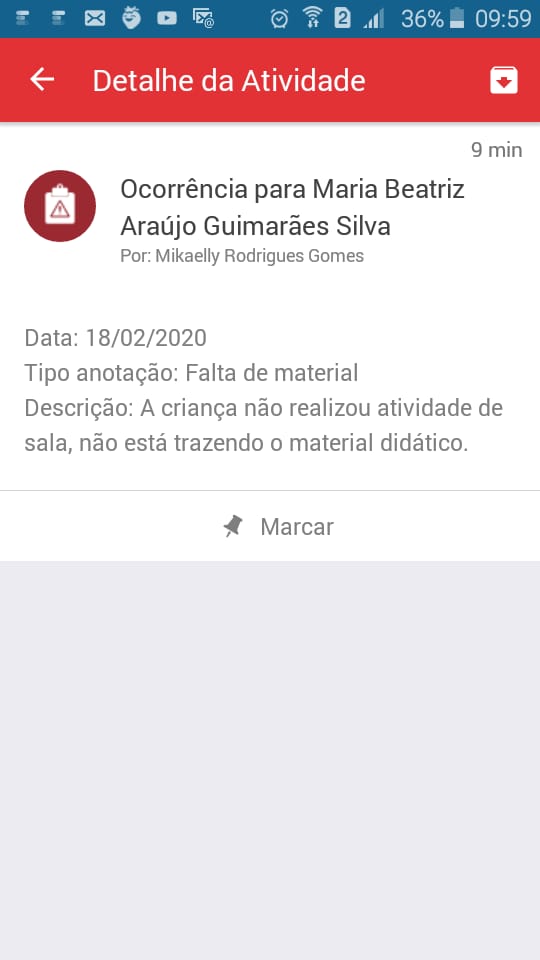 2 36% 09:59
Detalhe da Atividade
9 min
Ocorrência para Maria Beatriz
Araújo Guimarães Silva
Por: Mikaelly Rodrigues Gomes
Data: 18/02/2020
Tipo anotação: Falta de material
Descrição: A criança não realizou atividade de
sala, não está trazendo o material didático.
Marcar